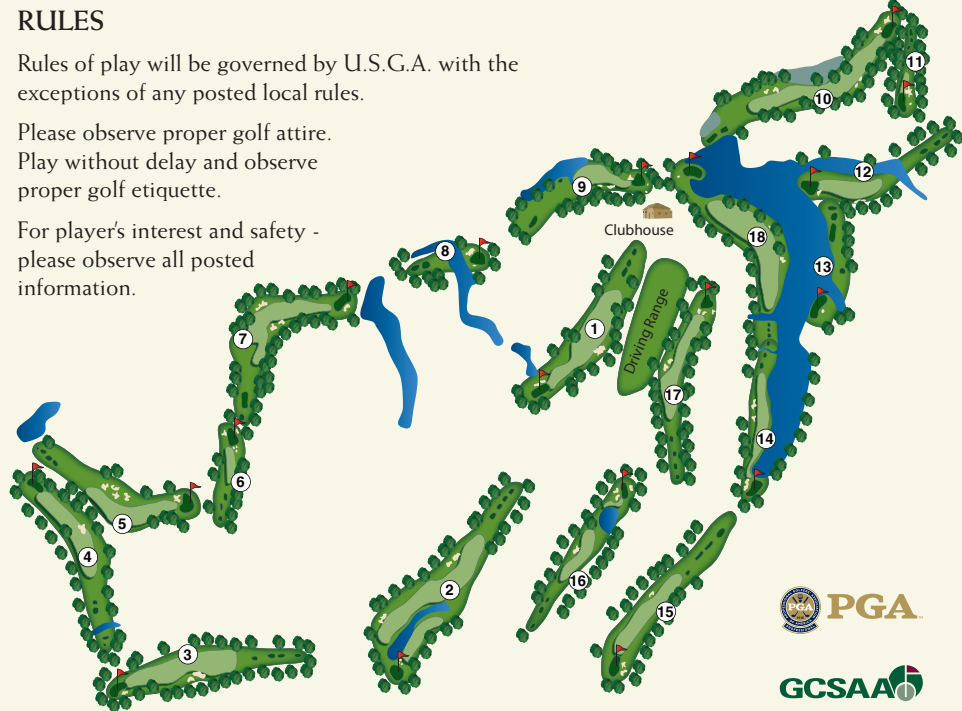 RULES
Rules of play will be governed by U.S.G.A. with the
exceptions of any posted local rules.
Please observe proper golf attire.
Play without delay and observe
proper golf etiquette.
For player's interest and safety -
please observe all posted
information.
11
10
12
9
Clubhouse
18
8
13
1
Driving Range
7
17
14
6
5
4
16
2
15
3
PGA
PGA
GCSAA